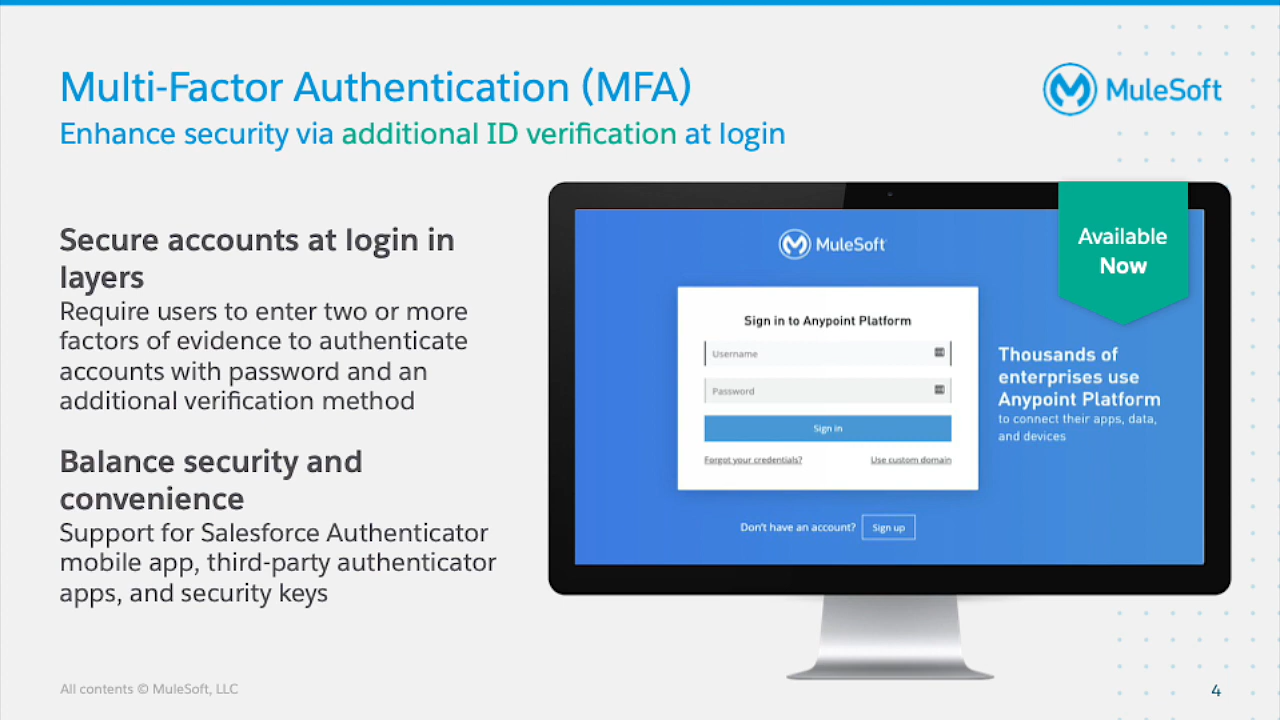 Multi-Factor Authentication (MFA)
Enhance security via additional ID verification at login
MuleSoft
Secure accounts at login in
layers
Require users to enter two or more
factors of evidence to authenticate
accounts with password and an
additional verification method
Balance security and
convenience
Support for Salesforce Authenticator
mobile app, third-party authenticator
apps, and security keys
MuleSoft
Available
Now
Sign in to Anypoint Platform
Username
Password
Sign in
Forgot your credentials?
Use custom domain
Don't have an account?
Sign up
Thousands of
enterprises use
Anypoint Platform
to connect their apps, data,
and devices
All contents © MuleSoft, LLC
4